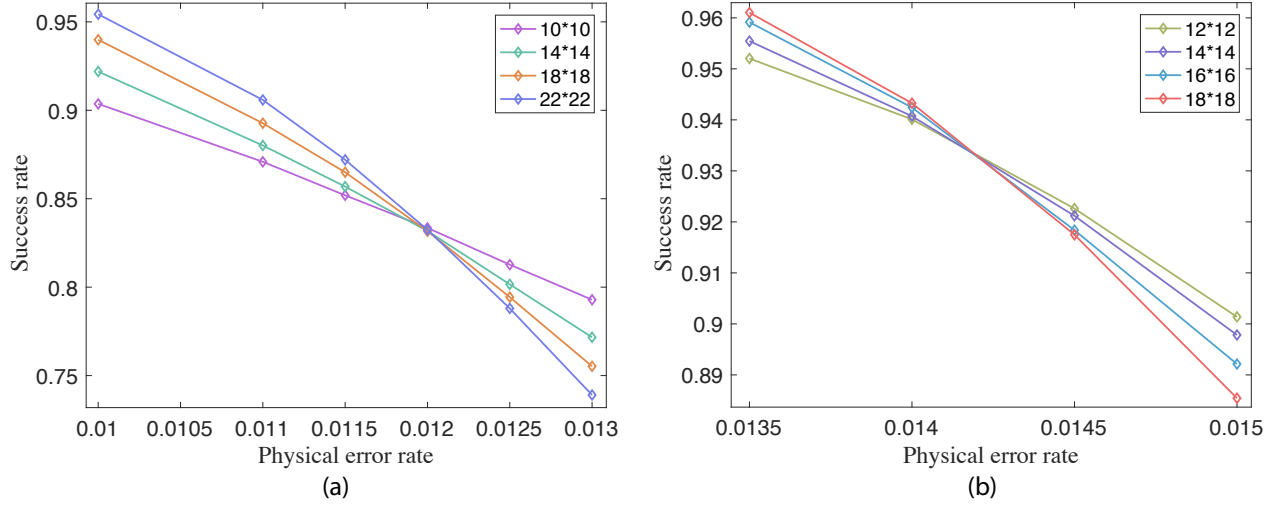 0.95
0.9
0.85
0.8
0.75
Success rate
10*10
14*14
18*18
22*22
0.01 0.0105 0.011 0.0115 0.012 0.0125 0.013
Physical error rate
(a)
0.96
0.95
0.94
0.93
0.92
0.91
0.9
0.89
Success rate
12*12
14*14
16*16
18*18
0.0135 0.014 0.0145 0.015
Physical error rate
(b)